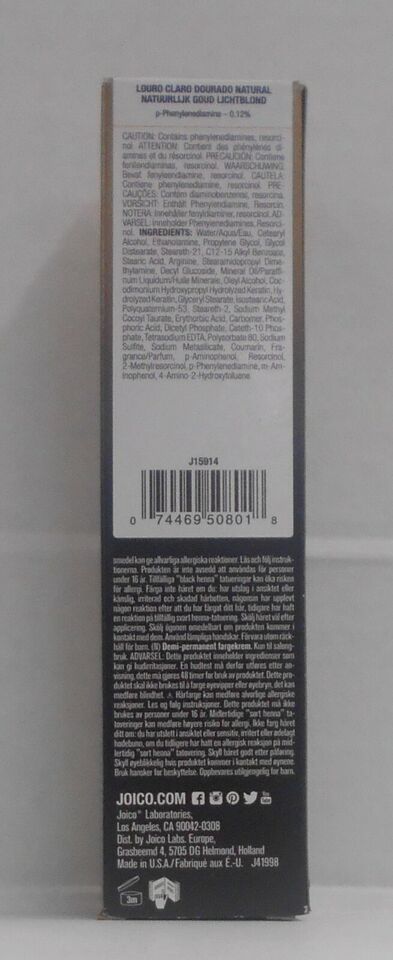 LOURO CLARO DOURADO NATURAL
NATUURLIJK GOUD LICHTBLOND
p-Phenylenediamine – 0.12%
CAUTION: Contains phenylenediamines, resorci-
nol. ATTENTION: Contient des phénylènes di-
amines et du résorcinol. PRECAUCIÓN: Contiene
fenilendiaminas, resorcinol. WAARSCHUWING:
Bevat fenyleendiamine, resorcinol. CAUTELA:
Contiene phenylenediamine, resorcinol. PRE-
CAUÇÕES: Contém diaminobenzenos, resorcina.
VORSICHT: Enthält Phenylendiamine, Resorcin.
NOTERA: Innehåller fenyldiaminer, resorcinol. AD-
VARSEL: Inneholder Phenylenediamines, Resorci-
nol. INGREDIENTS: Water/Aqua/Eau, Cetearyl
Alcohol, Ethanolamine, Propylene Glycol, Glycol
Distearate, Steareth-21, C12-15 Alkyl Benzoate,
Stearic Acid, Arginine, Stearamidopropyl Dime-
thylamine, Decyl Glucoside, Mineral Oil/Paraffi-
num Liquidum/Huile Minerale, Oleyl Alcohol, Co-
codimonium Hydroxypropyl Hydrolyzed Keratin, Hy-
drolyzed Keratin, Glyceryl Stearate, Isostearic Acid,
Polyquaternium-53, Steareth-2, Sodium Methyl
Cocoyl Taurate, Erythorbic Acid, Carbomer, Phos-
phoric Acid, Dicetyl Phosphate, Ceteth-10 Phos-
phate, Tetrasodium EDTA, Polysorbate 80, Sodium
Sulfite, Sodium Metasilicate, Coumarin, Fra-
grance/Parfum, p-Aminophenol, Resorcinol,
2-Methylresorcinol, p-Phenylenediamine, m-Am-
inophenol, 4-Amino-2-Hydroxytoluene.
J15914
0 74469 50801 8
smedel kan ge allvarliga allergiska reaktioner. Läs och följ instruk-
tionerna. Produkten är inte avsedd att användas för personer
under 16 år. Tillfälliga "black henna" tatueringar kan öka risken
för allergi. Färga inte håret om du: har utslag i ansiktet eller
känslig, irriterad och skadad hårbotten, någonsin har upplevt
någon reaktion efter att du har färgat ditt hår, tidigare har haft
en reaktion på tillfällig svart henna-tatuering. Skölj håret väl efter
applicering. Skölj ögonen omedelbart om produkten kommer i
kontakt med dem. Använd lämpliga handskar. Förvara utom räck-
håll för barn. (N) Demi-permanent fargekrem. Kun til salong-
bruk. ADVARSEL: Dette produktet inneholder ingredienser som
kan gi hudirritasjoner. En hudtest må derfor utføres etter an-
visning, dette må gjøres 48 timer før bruk av produktet. Dette pro-
duktet skal ikke brukes til å farge øyevipper eller øyebryn, det kan
medføre blindhet. ⚠ Hårfarge kan medføre alvorlige allergiske
reaksjoner. Les og følg instruksjoner. Dette produktet må ikke
brukes av personer under 16 år. Midlertidige "sort henna" ta-
toveringer kan medføre høyere risiko for allergi. Ikke farg håret
ditt om: du har utslett i ansiktet eller sensitiv, irritert eller ødelagt
hodebunn, om du tidligere har hatt en allergisk reaksjon på mid-
lertidig "sort henna" tatovering. Skyll håret godt etter påføring.
Skyll øyeblikkelig hvis produktet kommer i kontakt med øynene.
Bruk hansker for beskyttelse. Oppbevares utilgjengelig for barn.
JOICO.COM
Joico® Laboratories,
Los Angeles, CA 90042-0308
Dist. by Joico Labs. Europe,
Grasbeemd 4, 5705 DG Helmond, Holland
Made in U.S.A./Fabriqué aux É.-U. J41998
3m